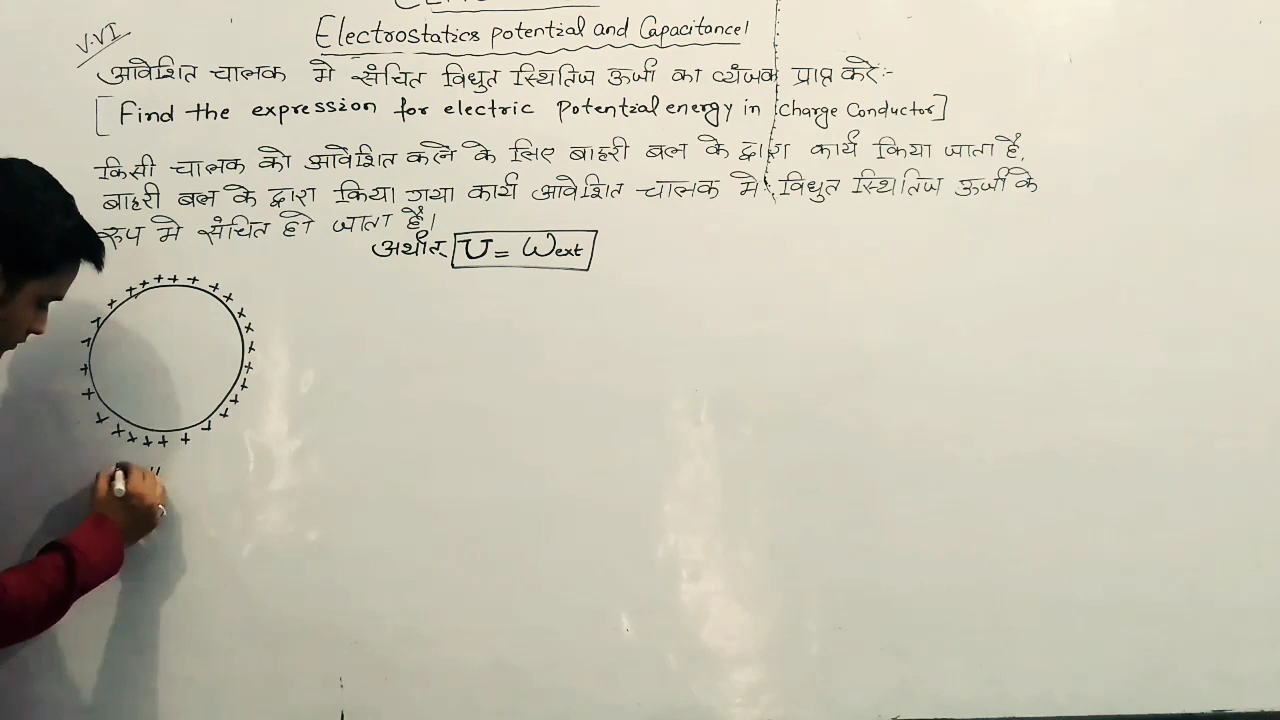 V.VI
Electrostatics potential and Capacitance
आवेशित चालक मे संचित विधुत स्थितिज ऊर्जा का व्यंजक प्राप्त करे:-
[Find the expression for electric potential energy in Charge Conductor]
किसी चालक को आवेशित करने के लिए बाहरी बल के द्वारा कार्य किया जाता है,
बाहरी बल के द्वारा किया गया कार्य आवेशित चालक मे विधुत स्थितिज ऊर्जा के
रुप मे संचित हो जाता है।
अर्थात् U = Wext